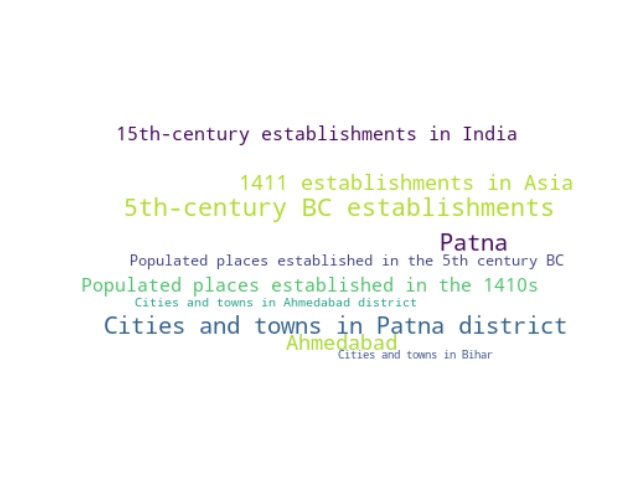 15th-century establishments in India
1411 establishments in Asia
5th-century BC establishments
Patna
Populated places established in the 5th century BC
Populated places established in the 1410s
Cities and towns in Ahmedabad district
Cities and towns in Patna district
Ahmedabad
Cities and towns in Bihar